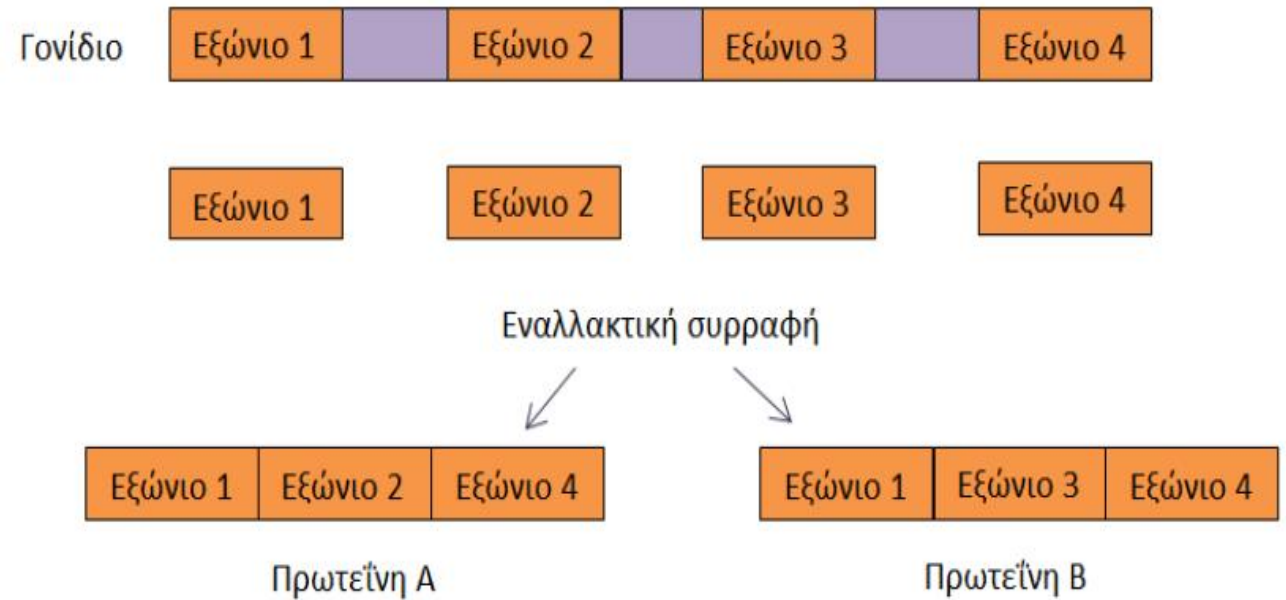 Γονίδιο Εξώνιο 1 Εξώνιο 2 Εξώνιο 3 Εξώνιο 4
Εξώνιο 1 Εξώνιο 2 Εξώνιο 3 Εξώνιο 4
Εναλλακτική συρραφή
Εξώνιο 1 Εξώνιο 2 Εξώνιο 4 Εξώνιο 1 Εξώνιο 3 Εξώνιο 4
Πρωτεΐνη Α Πρωτεΐνη Β